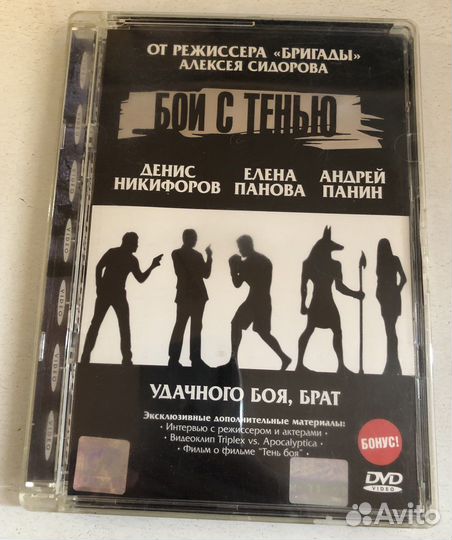 ОТ РЕЖИССЕРА «БРИГАДЫ»
АЛЕКСЕЯ СИДОРОВА
БОЙ С ТЕНЬЮ
ДЕНИС ЕЛЕНА АНДРЕЙ
НИКИФОРОВ ПАНОВА ПАНИН
УДАЧНОГО БОЯ, БРАТ
Эксклюзивные дополнительные материалы:
• Интервью с режиссером и актерами •
• Видеоклип Triplex vs. Apocalyptica •
• Фильм о фильме "Тень боя" •
БОНУС!
DVD
VIDEO
Avito